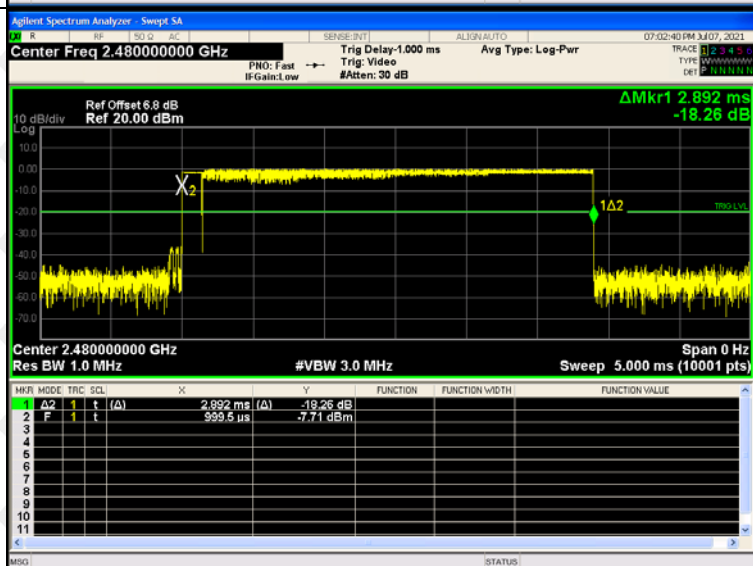 Agilent Spectrum Analyzer - Swept SA
R RF 50 Ω AC SENSE:INT ALIGN AUTO 07:02:40 PM Jul 07, 2021
Center Freq 2.480000000 GHz
PNO: Fast
IFGain:Low
Trig Delay-1.000 ms
Trig: Video
#Atten: 30 dB
Avg Type: Log-Pwr
TRACE 1 2 3 4 5 6
TYPE WWWWWW
DET P N N N N N
ΔMkr1 2.892 ms
-18.26 dB
Ref Offset 6.8 dB
10 dB/div Ref 20.00 dBm
Log
10.0
0.00
-10.0
-20.0
-30.0
-40.0
-50.0
-60.0
-70.0
X2
1Δ2
TRIG LVL
Center 2.480000000 GHz Span 0 Hz
Res BW 1.0 MHz #VBW 3.0 MHz Sweep 5.000 ms (10001 pts)
MKR MODE TRC SCL X Y FUNCTION FUNCTION WIDTH FUNCTION VALUE
1 Δ2 1 t (Δ) 2.892 ms (Δ) -18.26 dB
2 F 1 t 999.5 µs -7.71 dBm
3
4
5
6
7
8
9
10
11
MSG STATUS